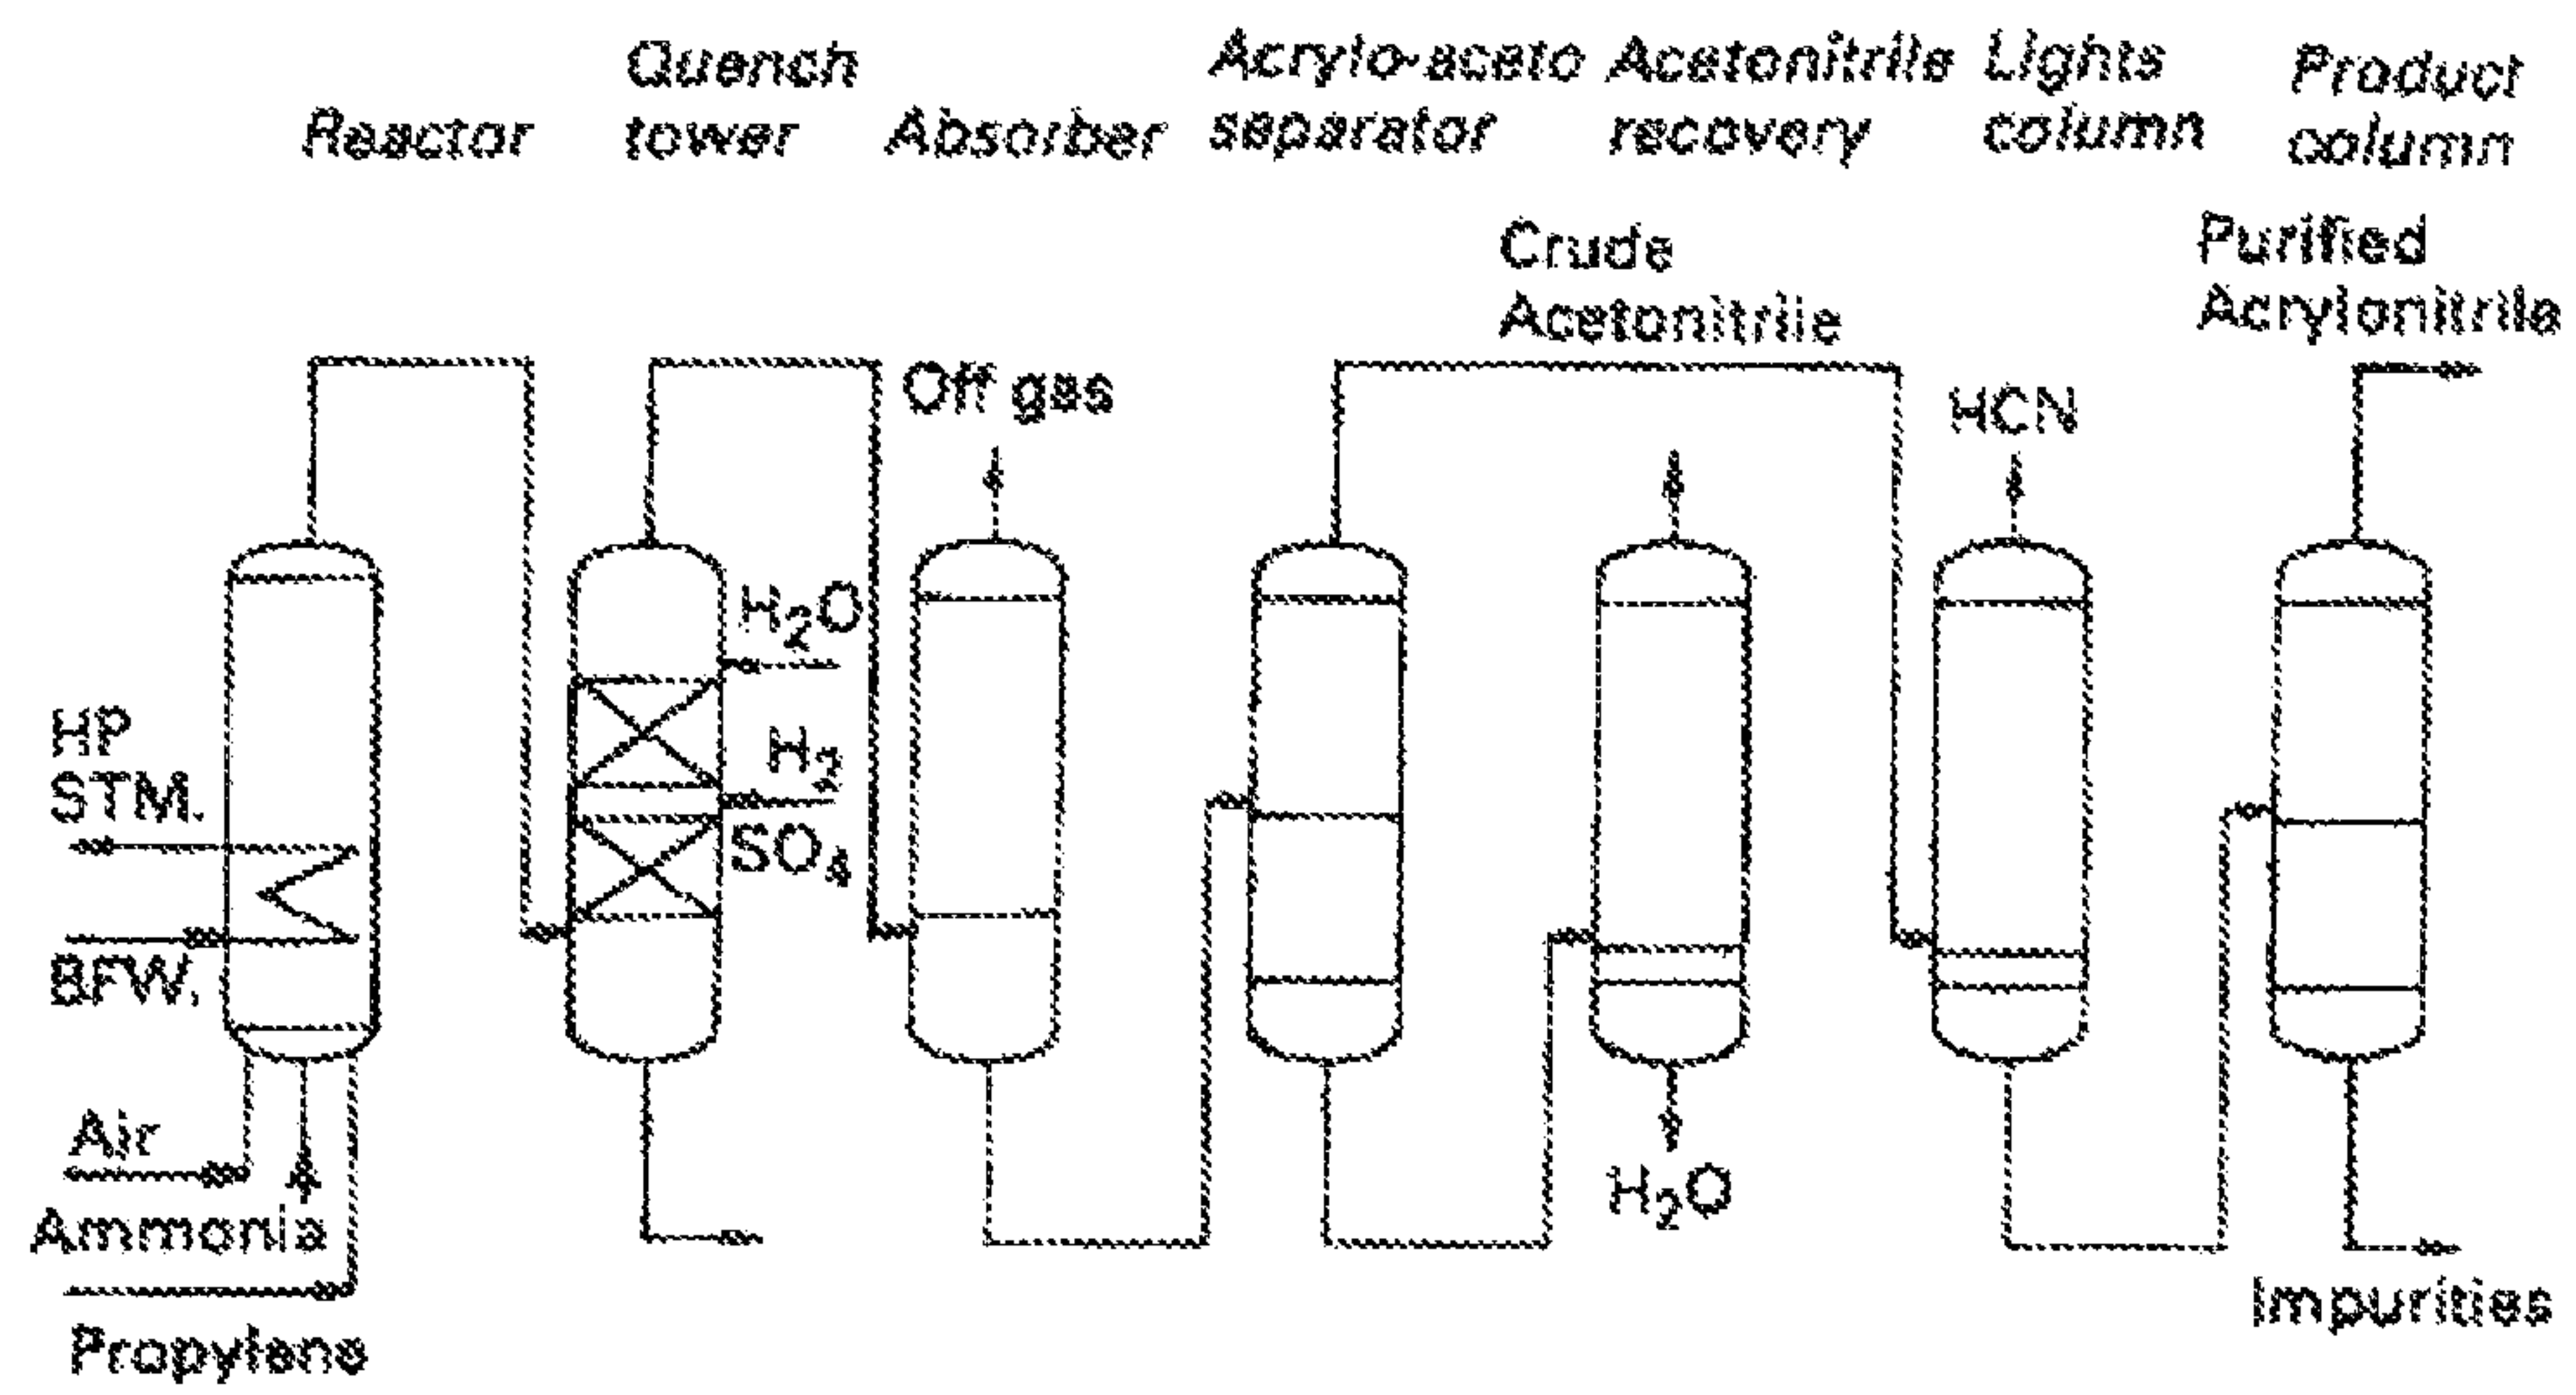 Reactor
Quench
tower
Absorber
Acrylo-aceto
separator
Acetonitrile
recovery
Lights
column
Product
column
Crude
Acetonitrile
Purified
Acrylonitrile
Off gas
HCN
H₂O
H₂
SO₄
HP
STM.
BFW.
Air
Ammonia
Propylene
H₂O
Impurities